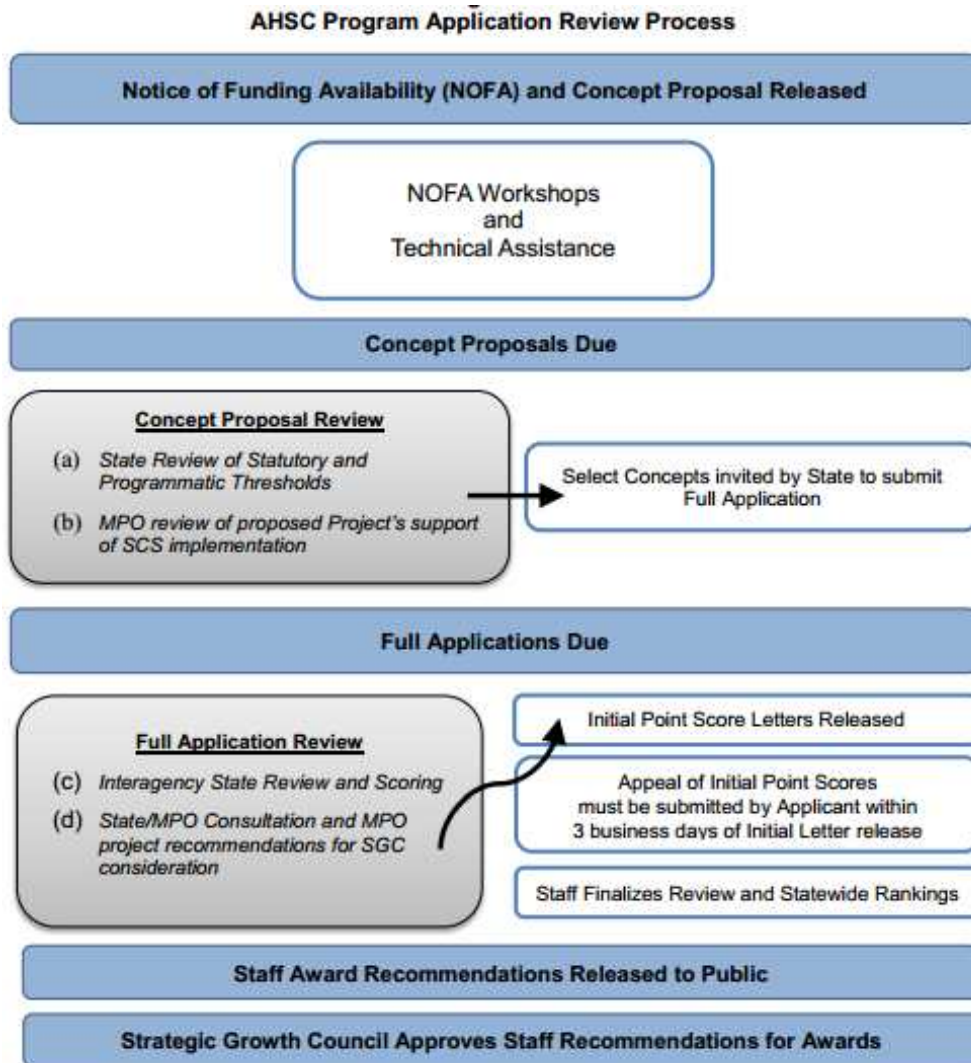 AHSC Program Application Review Process
Notice of Funding Availability (NOFA) and Concept Proposal Released
NOFA Workshops
and
Technical Assistance
Concept Proposals Due
Concept Proposal Review
(a) State Review of Statutory and
Programmatic Thresholds
(b) MPO review of proposed Project's support
of SCS implementation
Select Concepts invited by State to submit
Full Application
Full Applications Due
Full Application Review
(c) Interagency State Review and Scoring
(d) State/MPO Consultation and MPO
project recommendations for SGC
consideration
Initial Point Score Letters Released
Appeal of Initial Point Scores
must be submitted by Applicant within
3 business days of Initial Letter release
Staff Finalizes Review and Statewide Rankings
Staff Award Recommendations Released to Public
Strategic Growth Council Approves Staff Recommendations for Awards